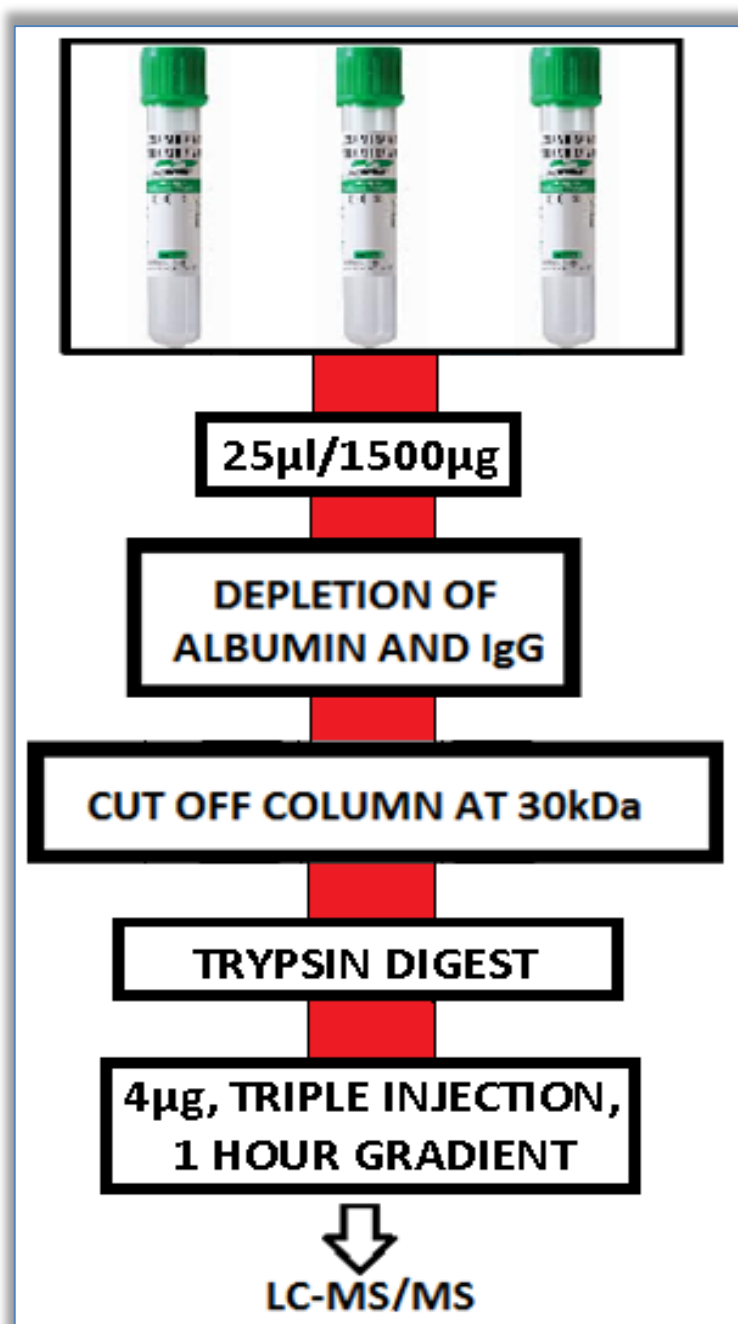 25µl/1500µg
DEPLETION OF
ALBUMIN AND IgG
CUT OFF COLUMN AT 30kDa
TRYPSIN DIGEST
4µg, TRIPLE INJECTION,
1 HOUR GRADIENT
LC-MS/MS